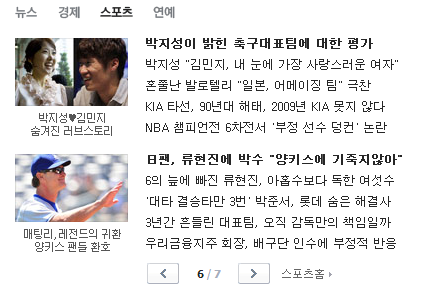 뉴스 경제 스포츠 연예
박지성이 밝힌 축구대표팀에 대한 평가
박지성 "김민지, 내 눈에 가장 사랑스러운 여자"
혼쭐난 발로텔리 "일본, 어메이징 팀" 극찬
KIA 타선, 90년대 해태, 2009년 KIA 못지 않다
NBA 챔피언전 6차전서 '부정 선수 덩컨' 논란
박지성♥김민지
숨겨진 러브스토리
日팬, 류현진에 박수 "양키스에 기죽지않아"
6의 늪에 빠진 류현진, 아홉수보다 독한 여섯수
'대타 결승타만 3번' 박준서, 롯데 숨은 해결사
3년간 흔들린 대표팀, 오직 감독만의 책임일까
우리금융지주 회장, 배구단 인수에 부정적 반응
매팅리,레전드의 귀환
양키스 팬들 환호
< 6 / 7 > 스포츠홈 ▸